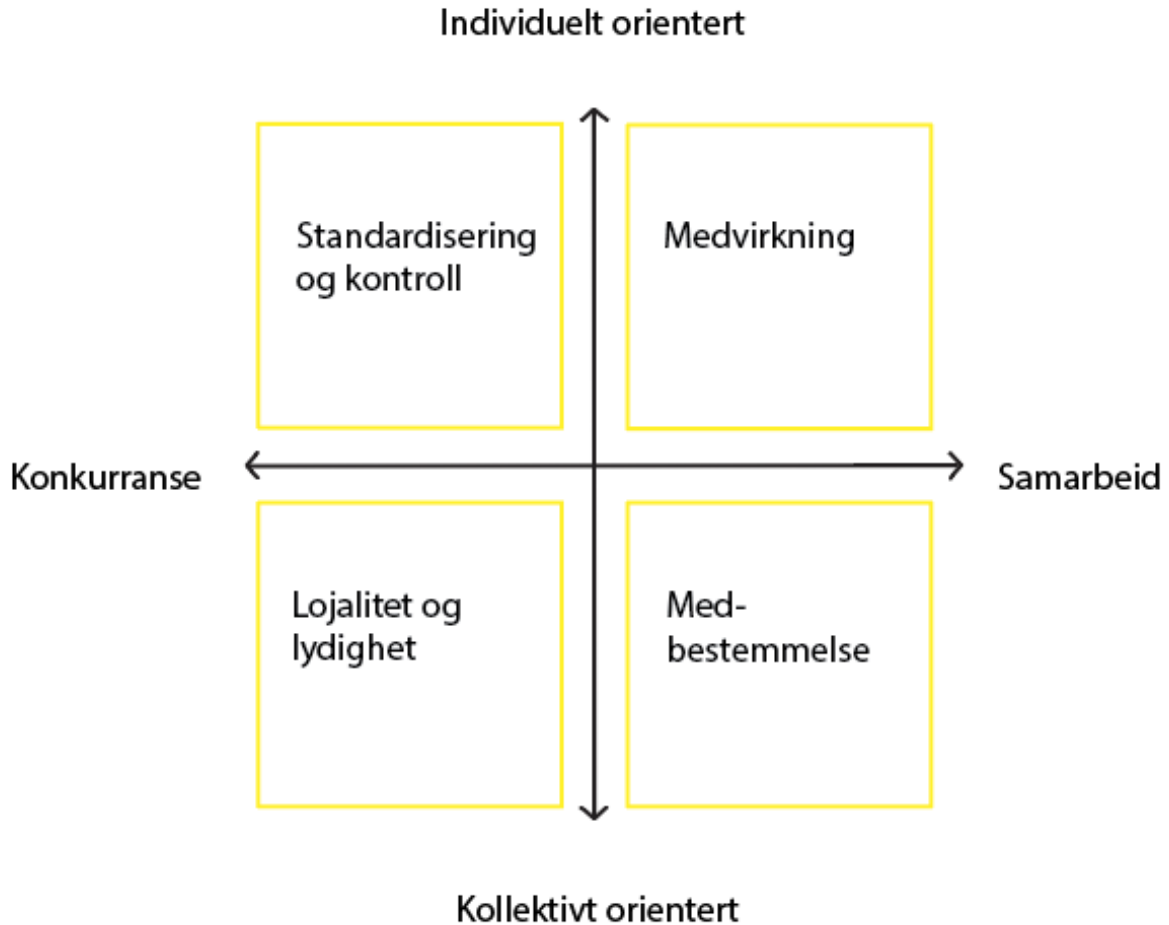 Individuelt orientert
Standardisering
og kontroll
Medvirkning
Konkurranse
Samarbeid
Lojalitet og
lydighet
Med-
bestemmelse
Kollektivt orientert